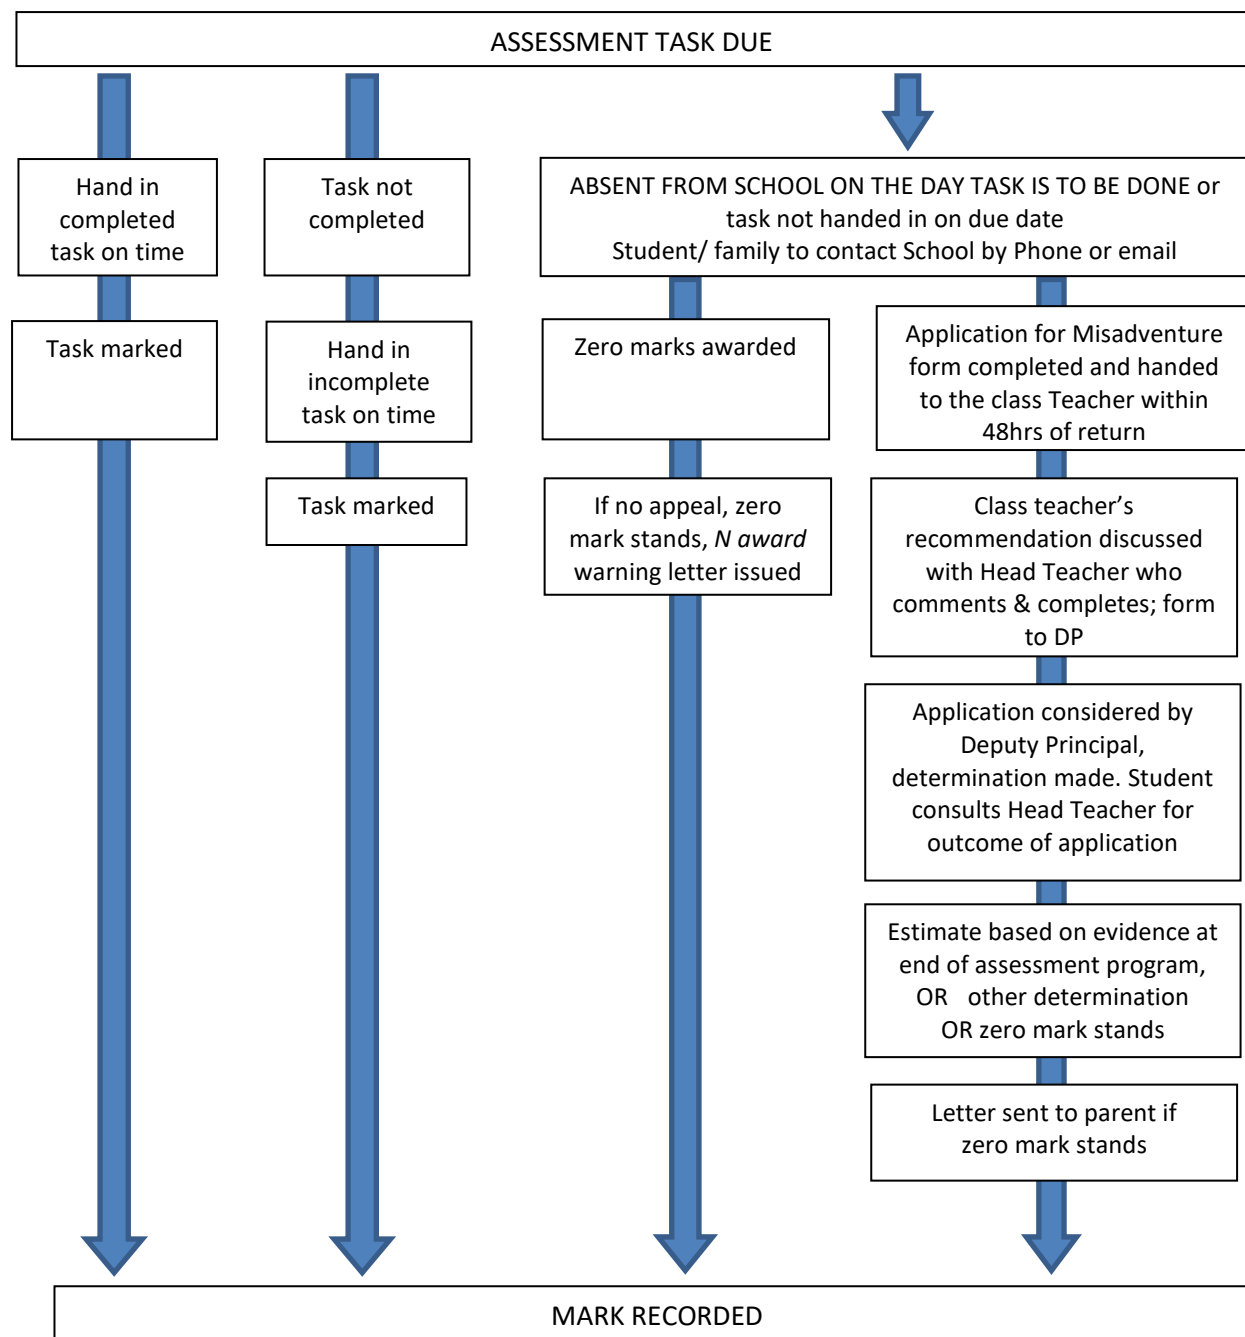 ASSESSMENT TASK DUE
Hand in
completed
task on time
Task marked
Task not
completed
Hand in
incomplete
task on time
Task marked
ABSENT FROM SCHOOL ON THE DAY TASK IS TO BE DONE or
task not handed in on due date
Student/ family to contact School by Phone or email
Zero marks awarded
If no appeal, zero
mark stands, N award
warning letter issued
Application for Misadventure
form completed and handed
to the class Teacher within
48hrs of return
Class teacher’s
recommendation discussed
with Head Teacher who
comments & completes; form
to DP
Application considered by
Deputy Principal,
determination made. Student
consults Head Teacher for
outcome of application
Estimate based on evidence at
end of assessment program,
OR other determination
OR zero mark stands
Letter sent to parent if
zero mark stands
MARK RECORDED